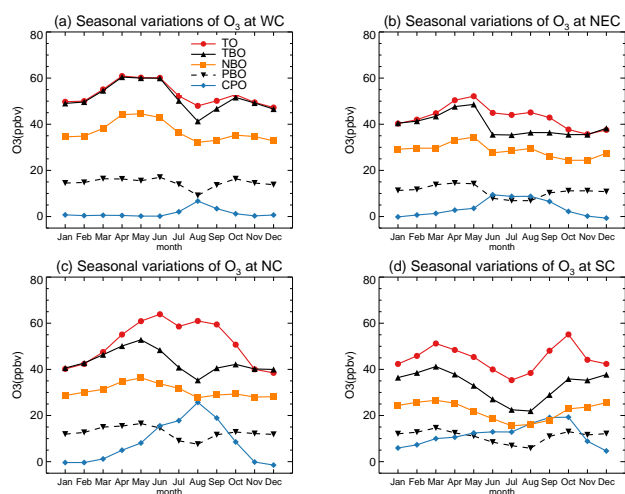 (a) Seasonal variations of O3 at WC
(b) Seasonal variations of O3 at NEC
80
60
40
20
0
O3(ppbv)
TO
TBO
NBO
PBO
CPO
Jan Feb Mar Apr May Jun Jul Aug Sep Oct Nov Dec
month
80
60
40
20
0
O3(ppbv)
Jan Feb Mar Apr May Jun Jul Aug Sep Oct Nov Dec
month
(c) Seasonal variations of O3 at NC
(d) Seasonal variations of O3 at SC
80
60
40
20
0
O3(ppbv)
Jan Feb Mar Apr May Jun Jul Aug Sep Oct Nov Dec
month
80
60
40
20
0
O3(ppbv)
Jan Feb Mar Apr May Jun Jul Aug Sep Oct Nov Dec
month